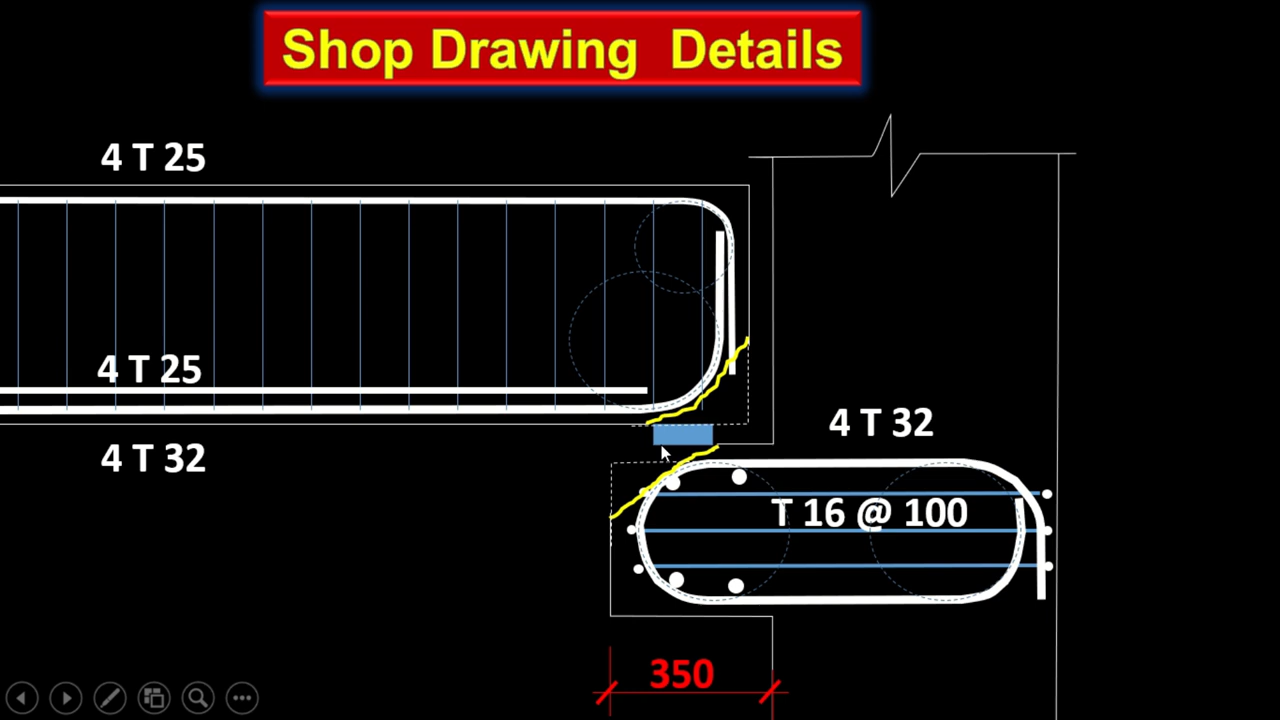 Shop Drawing Details
4 T 25
4 T 25
4 T 32
4 T 32
T 16 @ 100
350